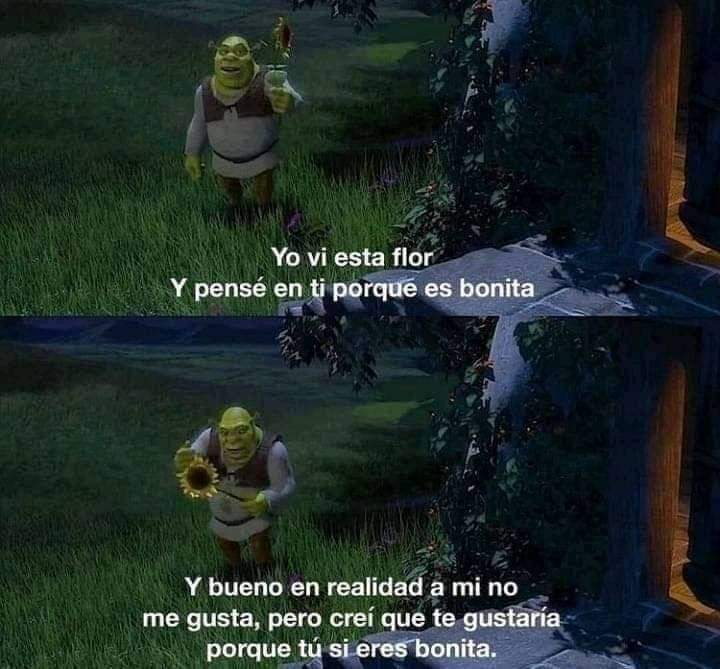 Yo vi esta flor
Y pensé en ti porque es bonita
Y bueno en realidad a mi no
me gusta, pero creí que te gustaría
porque tú si eres bonita.